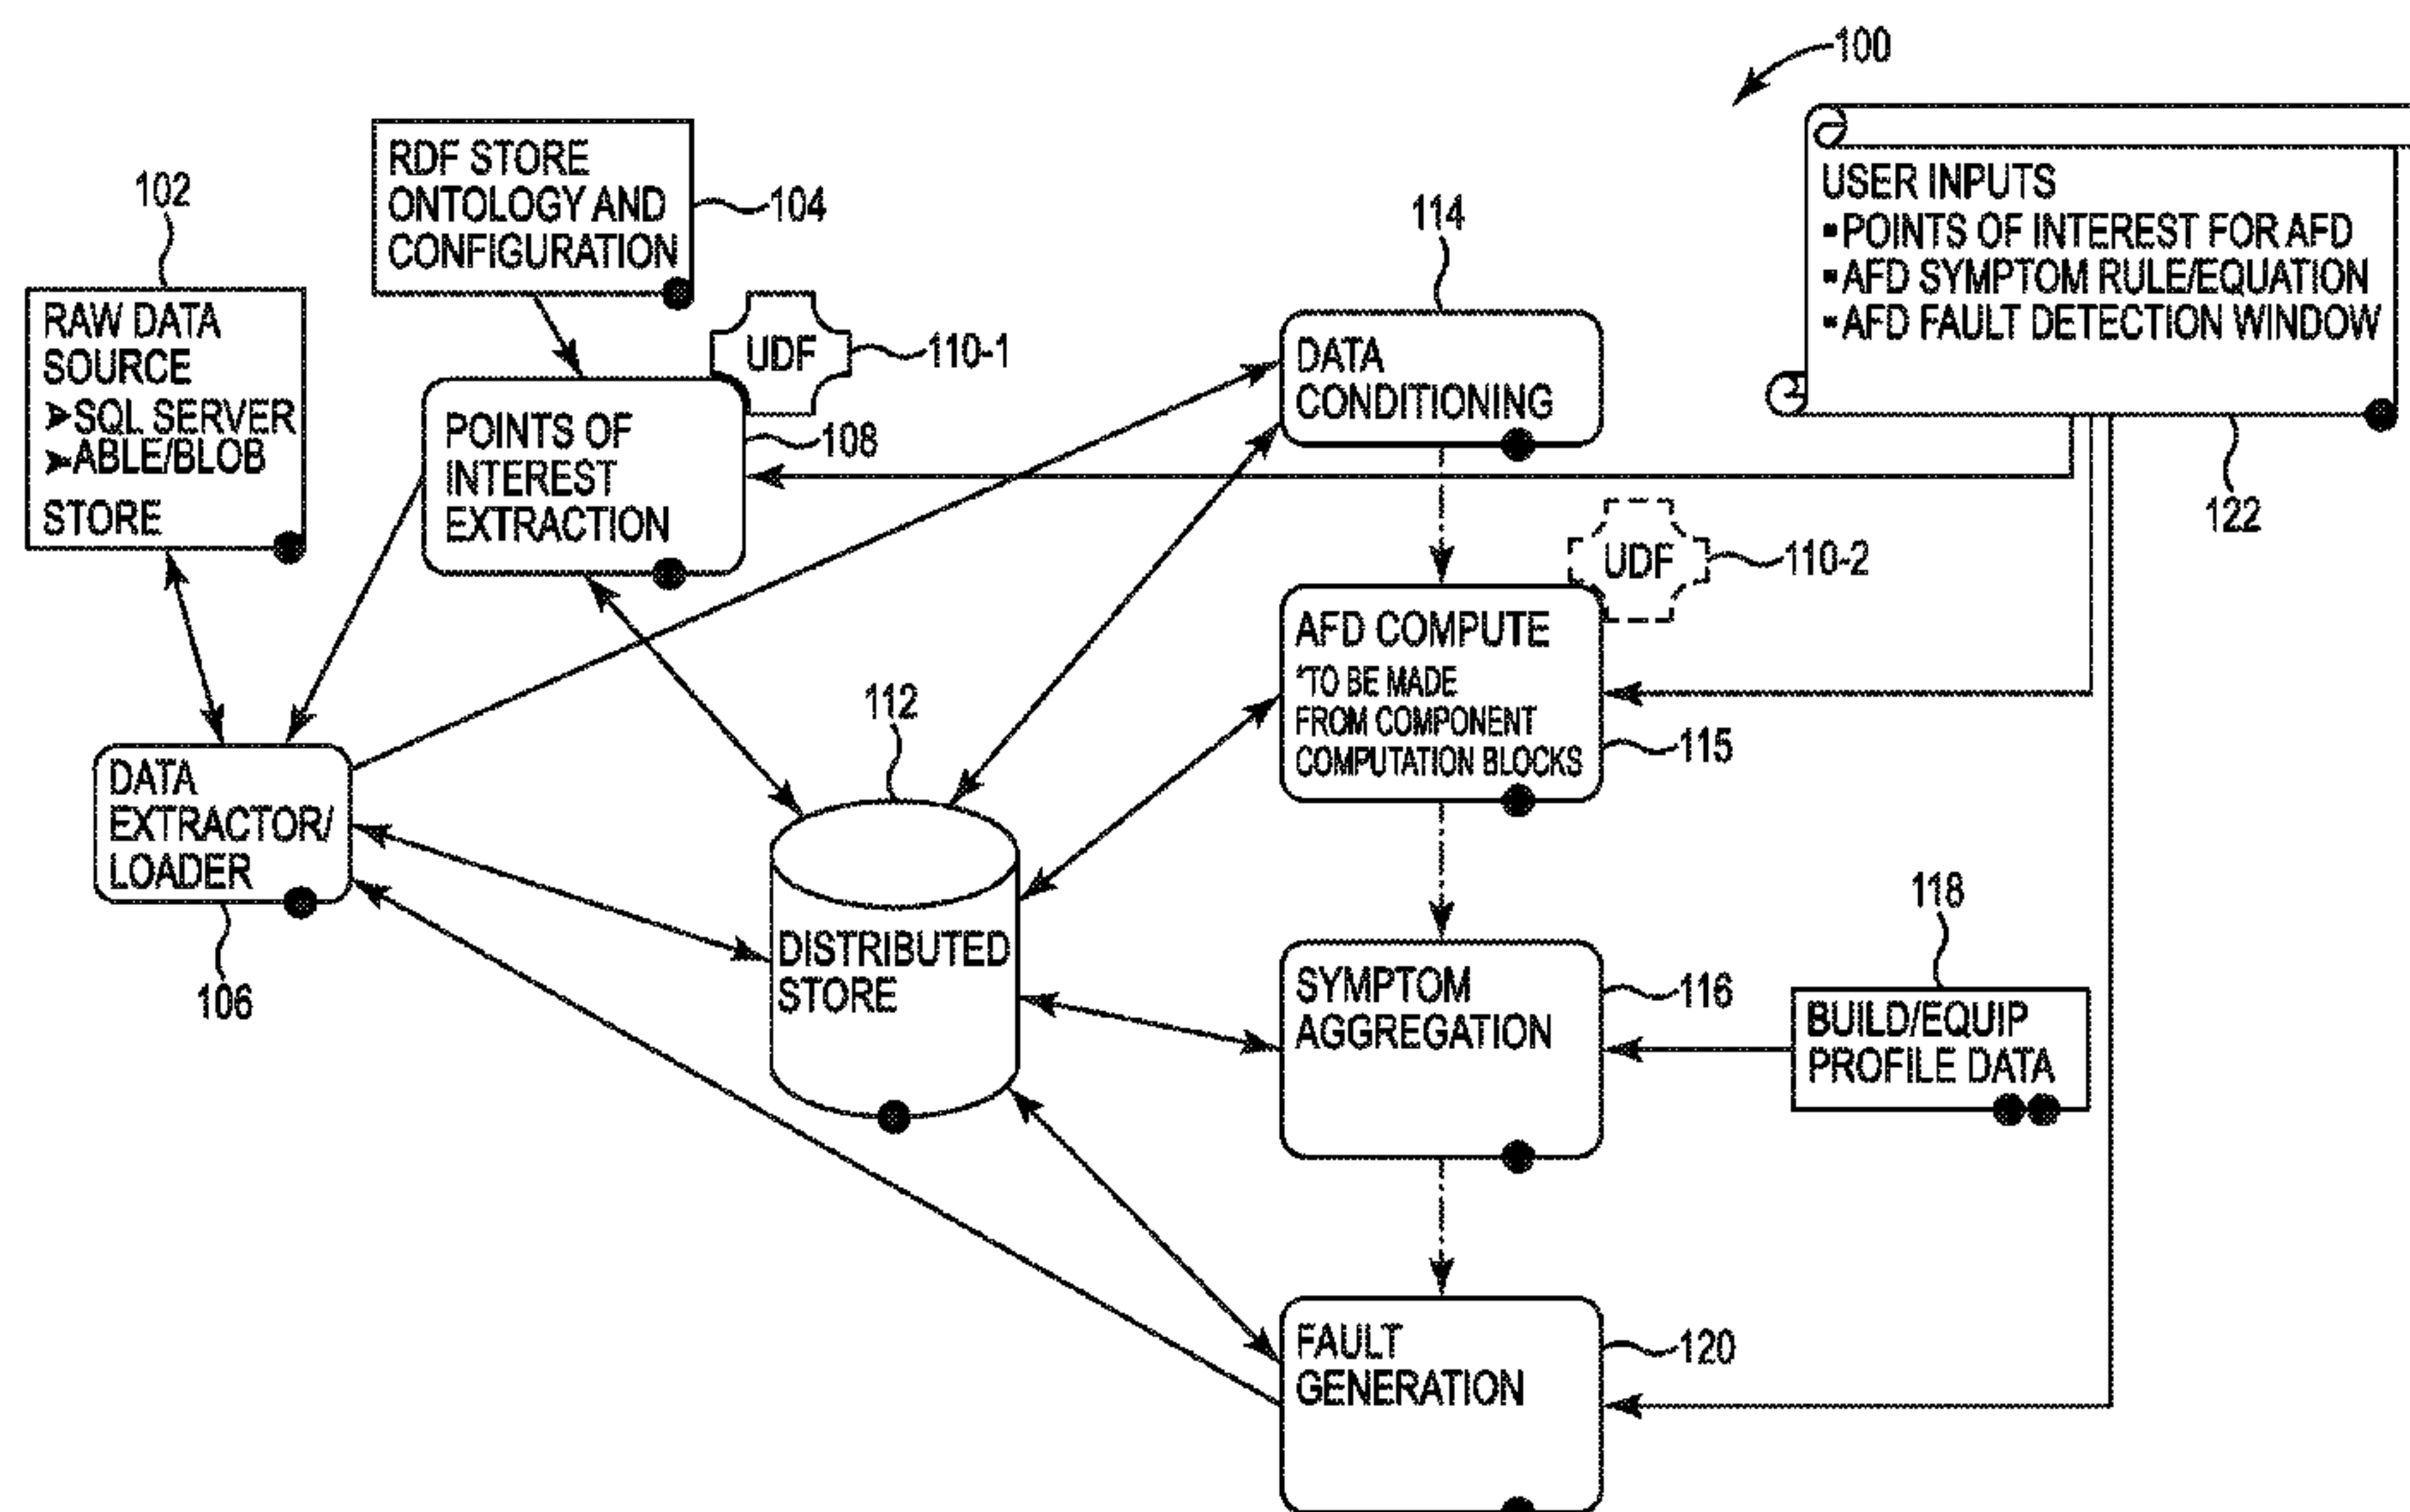 100
RDF STORE
ONTOLOGY AND
CONFIGURATION
104
102
RAW DATA
SOURCE
➤SQL SERVER
➤ABLE/BLOB
STORE
UDF
110-1
POINTS OF
INTEREST
EXTRACTION
108
114
DATA
CONDITIONING
USER INPUTS
▪POINTS OF INTEREST FOR AFD
▪AFD SYMPTOM RULE/EQUATION
▪AFD FAULT DETECTION WINDOW
122
UDF
110-2
AFD COMPUTE
*TO BE MADE
FROM COMPONENT
COMPUTATION BLOCKS
115
112
DISTRIBUTED
STORE
DATA
EXTRACTOR/
LOADER
106
SYMPTOM
AGGREGATION
116
118
BUILD/EQUIP
PROFILE DATA
FAULT
GENERATION
120